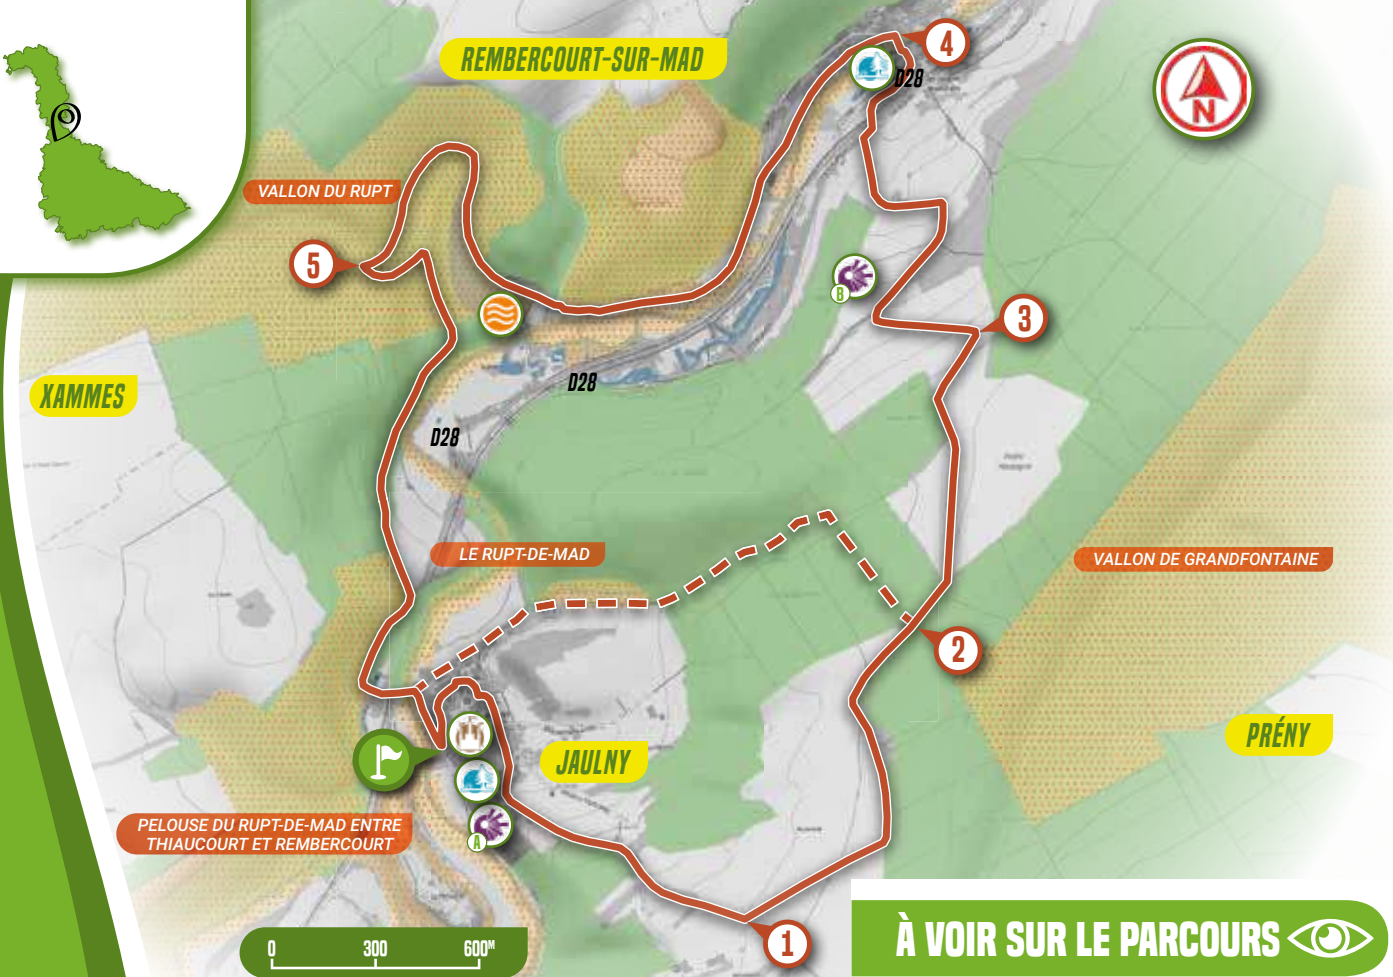 REMBERCOURT-SUR-MAD
4
D28
N
VALLON DU RUPT
5
B
3
XAMMES
D28
D28
LE RUPT-DE-MAD
VALLON DE GRANDFONTAINE
2
PRÉNY
JAULNY
PELOUSE DU RUPT-DE-MAD ENTRE
THIAUCOURT ET REMBERCOURT
A
1
0 300 600M
À VOIR SUR LE PARCOURS